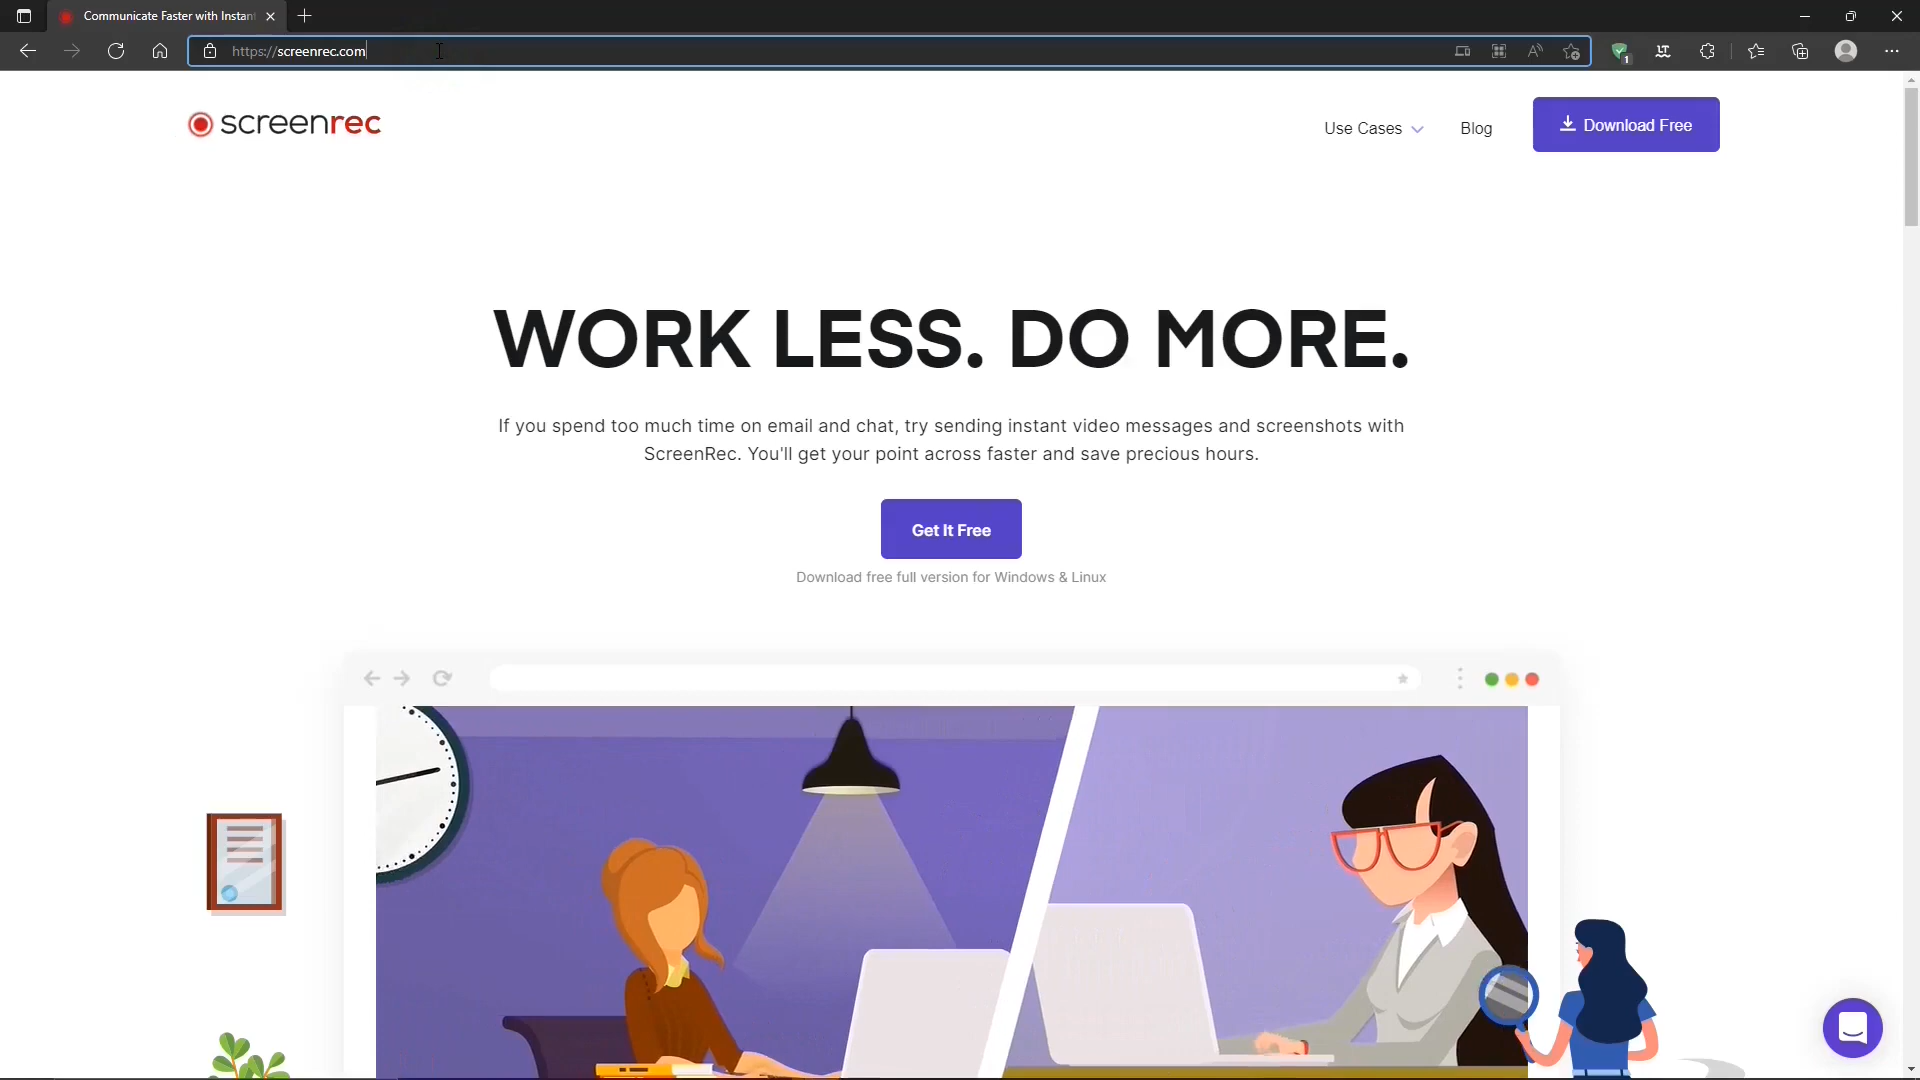 Communicate Faster with Instan
https://screenrec.com
1
screenrec
Use Cases
Blog
Download Free
WORK LESS. DO MORE.
If you spend too much time on email and chat, try sending instant video messages and screenshots with
ScreenRec. You'll get your point across faster and save precious hours.
Get It Free
Download free full version for Windows & Linux